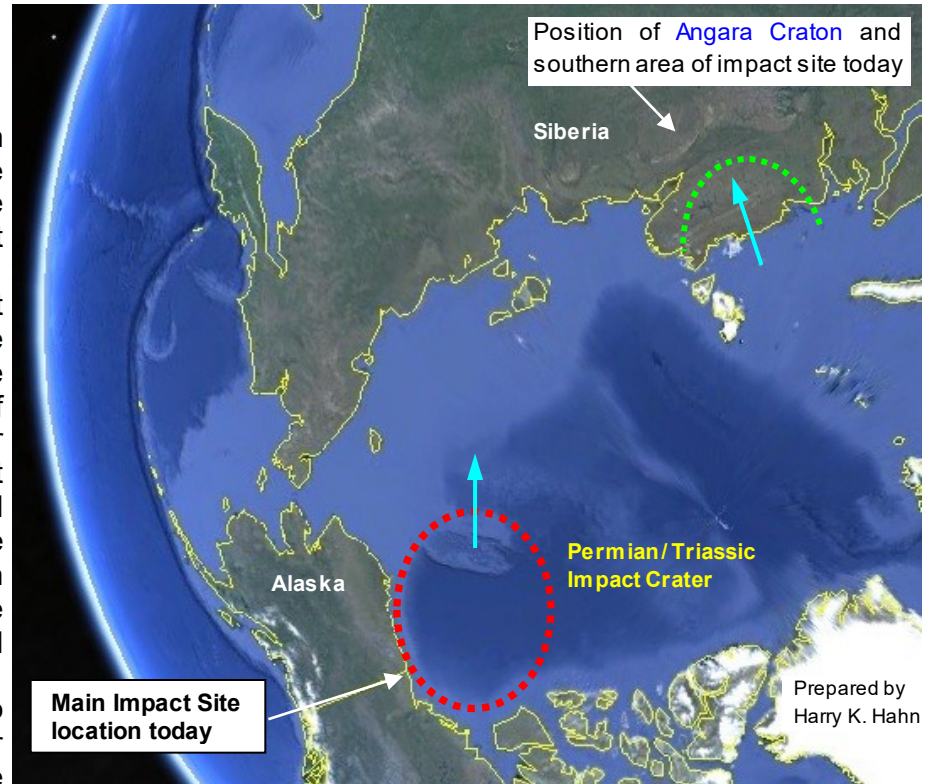 Position of Angara Craton and
southern area of impact site today
Siberia
Permian/Triassic
Impact Crater
Alaska
Main Impact Site
location today
Prepared by
Harry K. Hahn